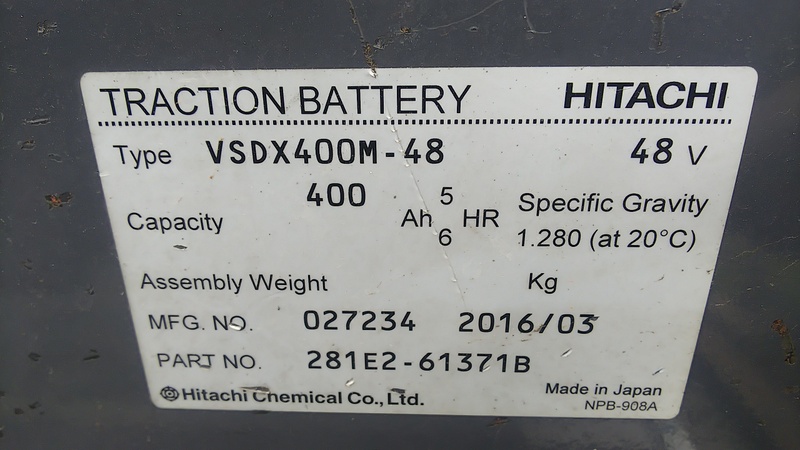 TRACTION BATTERY HITACHI
Type VSDX400M-48 48 V
Capacity 400 Ah 5 HR Specific Gravity
6 1.280 (at 20°C)
Assembly Weight Kg
MFG. NO. 027234 2016/03
PART NO. 281E2-61371B
Hitachi Chemical Co., Ltd. Made in Japan
NPB-908A